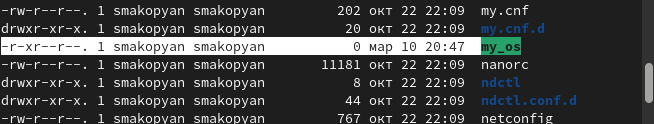 -rw-r--r--. 1 smakopyan smakopyan 202 окт 22 22:09 my.cnf
drwxr-xr-x. 1 smakopyan smakopyan 20 окт 22 22:09 my.cnf.d
-r-xr--r--. 1 smakopyan smakopyan 0 мар 10 20:47 my_os
-rw-r--r--. 1 smakopyan smakopyan 11181 окт 22 22:09 nanorc
drwxr-xr-x. 1 smakopyan smakopyan 8 окт 22 22:09 ndctl
drwxr-xr-x. 1 smakopyan smakopyan 44 окт 22 22:09 ndctl.conf.d
-rw-r--r--. 1 smakopyan smakopyan 767 окт 22 22:09 netconfig